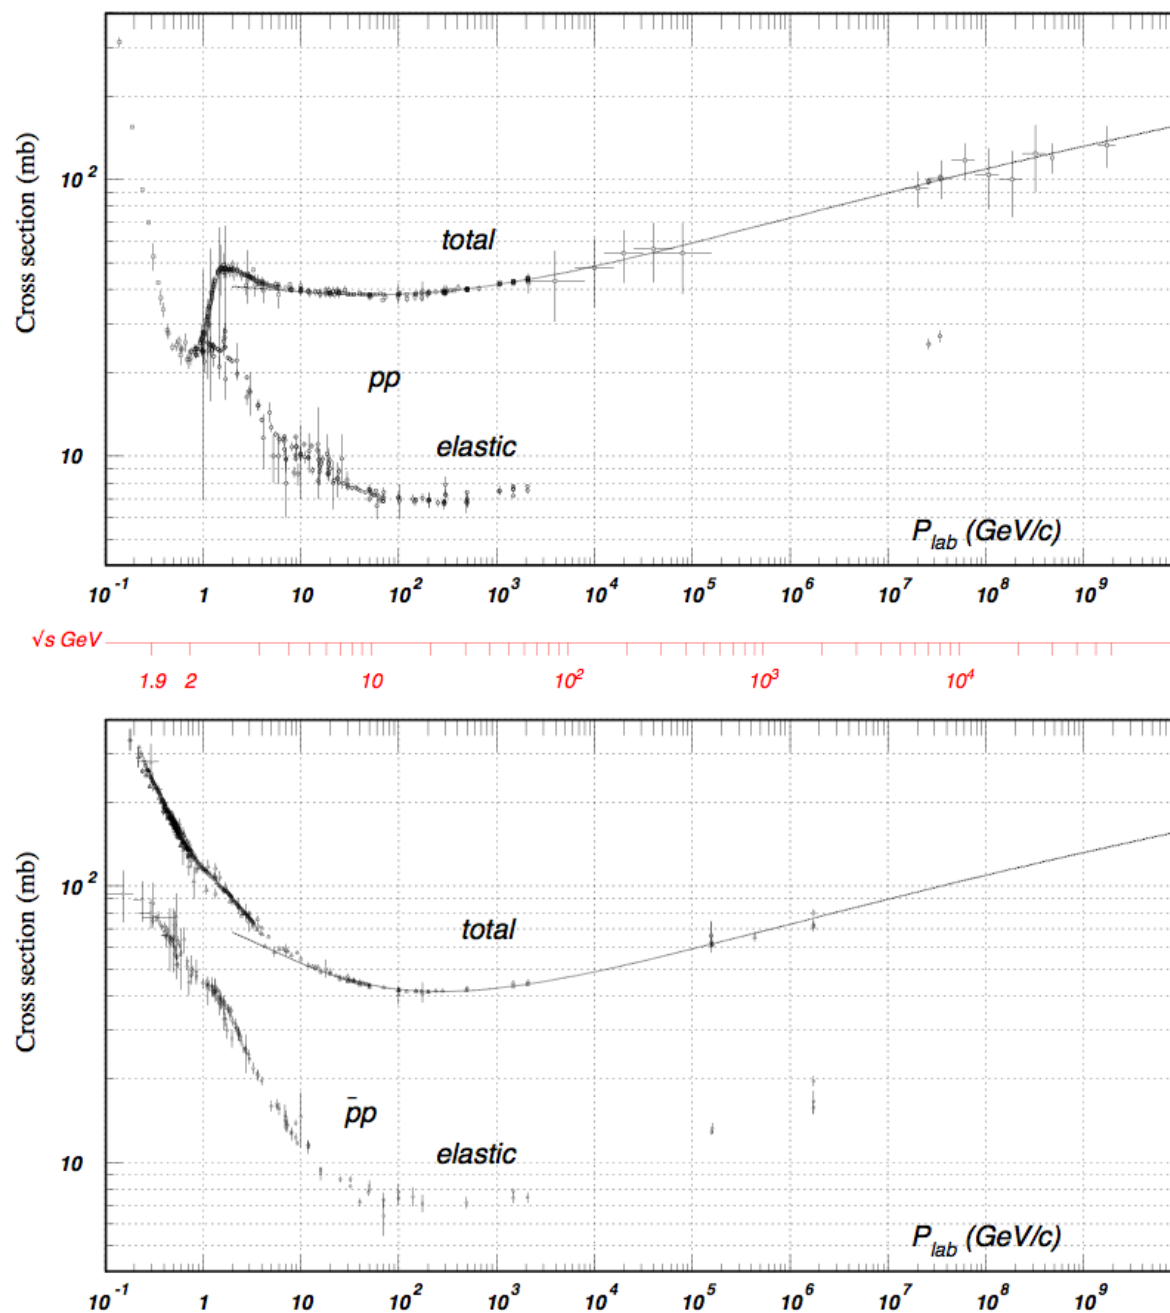 Cross section (mb)
10²
10
total
pp
elastic
P_lab (GeV/c)
10⁻¹ 1 10 10² 10³ 10⁴ 10⁵ 10⁶ 10⁷ 10⁸ 10⁹
√s GeV
1.9 2 10 10² 10³ 10⁴
Cross section (mb)
10²
10
total
p̄p
elastic
P_lab (GeV/c)
10⁻¹ 1 10 10² 10³ 10⁴ 10⁵ 10⁶ 10⁷ 10⁸ 10⁹